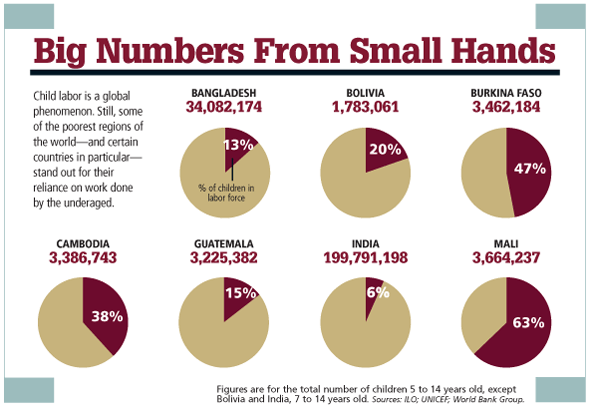 Big Numbers From Small Hands
Child labor is a global
phenomenon. Still, some
of the poorest regions of
the world—and certain
countries in particular—
stand out for their
reliance on work done
by the underaged.
BANGLADESH
34,082,174
13%
% of children in
labor force
BOLIVIA
1,783,061
20%
BURKINA FASO
3,462,184
47%
CAMBODIA
3,386,743
38%
GUATEMALA
3,225,382
15%
INDIA
199,791,198
6%
MALI
3,664,237
63%
Figures are for the total number of children 5 to 14 years old, except
Bolivia and India, 7 to 14 years old. Sources: ILO; UNICEF; World Bank Group.